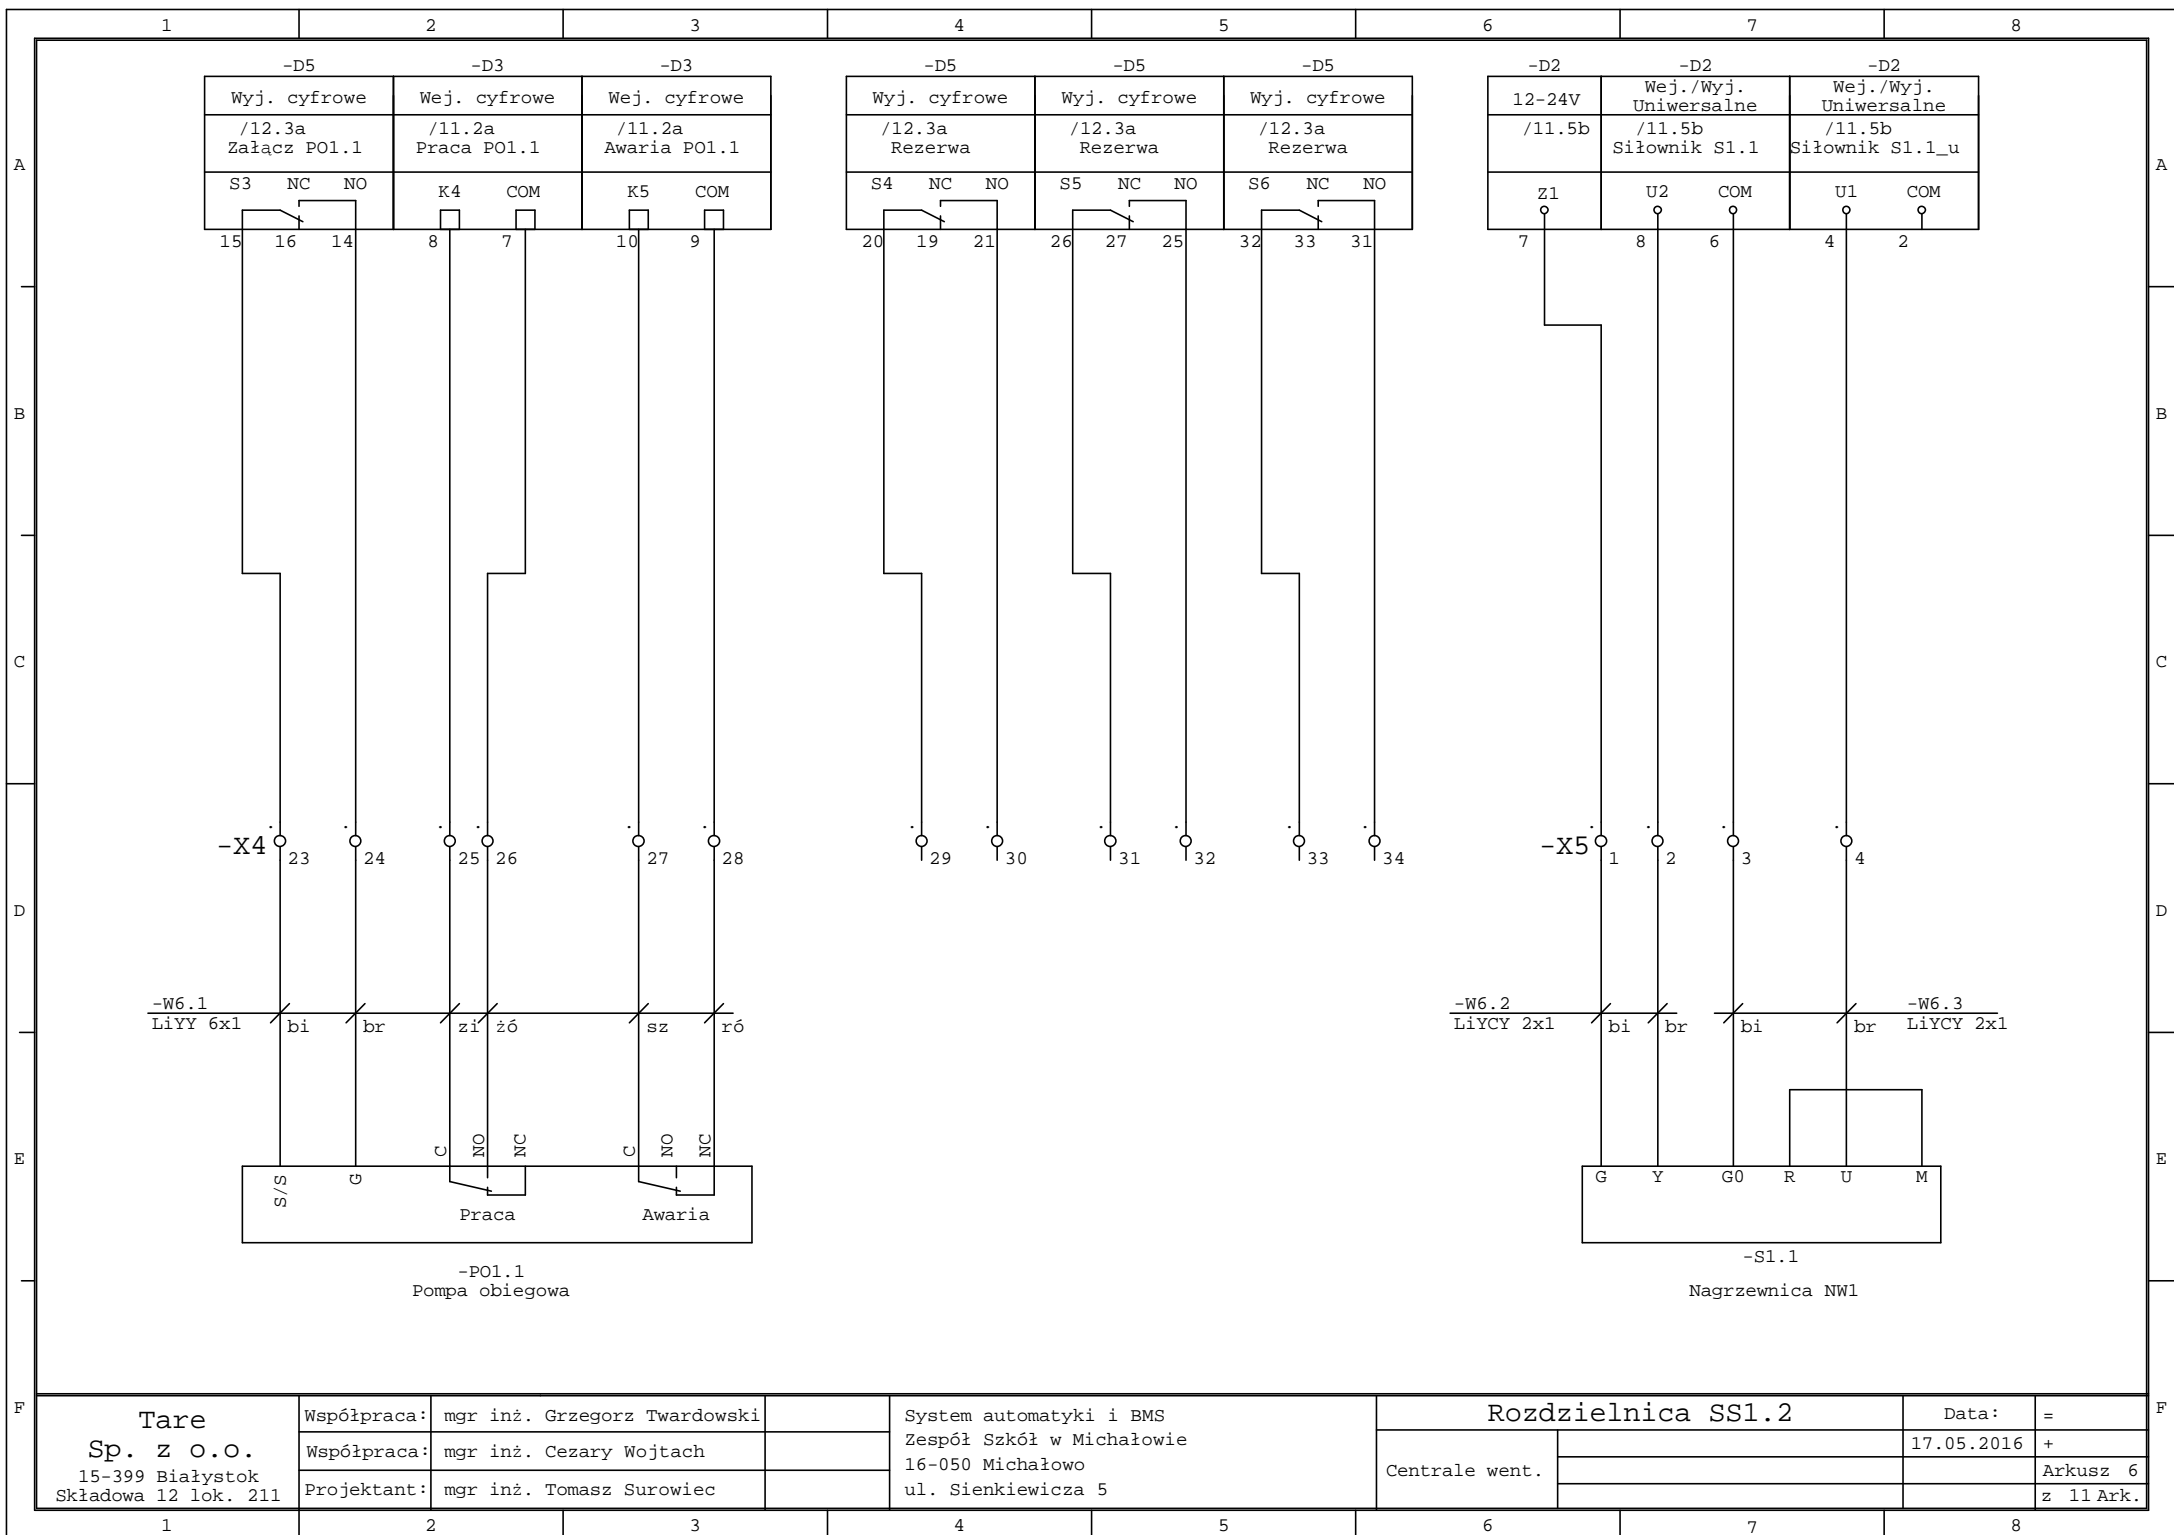 1 2 3 4 5 6 7 8
-D5 -D3 -D3 -D5 -D5 -D5 -D2 -D2 -D2
Wyj. cyfrowe
Wej. cyfrowe
Wej. cyfrowe
Wyj. cyfrowe
Wyj. cyfrowe
Wyj. cyfrowe
12-24V
Wej./Wyj.
Uniwersalne
Wej./Wyj.
Uniwersalne
/12.3a
Załącz PO1.1
/11.2a
Praca PO1.1
/11.2a
Awaria PO1.1
/12.3a
Rezerwa
/12.3a
Rezerwa
/12.3a
Rezerwa
/11.5b
/11.5b
Siłownik S1.1
/11.5b
Siłownik S1.1_u
A A
S3 NC NO K4 COM K5 COM S4 NC NO S5 NC NO S6 NC NO Z1 U2 COM U1 COM
15 16 14 8 7 10 9 20 19 21 26 27 25 32 33 31 7 8 6 4 2
B B
C C
-X4 23 24 25 26 27 28 29 30 31 32 33 34 -X5 1 2 3 4
D D
-W6.1
LiYY 6x1
bi br zi żó sz ró
-W6.2
LiYCY 2x1
bi br bi br
-W6.3
LiYCY 2x1
E E
C NO NC C NO NC
S/S G
G Y G0 R U M
Praca Awaria
-PO1.1
Pompa obiegowa
-S1.1
Nagrzewnica NW1
F F
Tare
Sp. z o.o.
15-399 Białystok
Składowa 12 lok. 211
Współpraca: mgr inż. Grzegorz Twardowski
Współpraca: mgr inż. Cezary Wojtach
Projektant: mgr inż. Tomasz Surowiec
System automatyki i BMS
Zespół Szkół w Michałowie
16-050 Michałowo
ul. Sienkiewicza 5
Rozdzielnica SS1.2
Centrale went.
Data: =
17.05.2016 +
Arkusz 6
z 11 Ark.
1 2 3 4 5 6 7 8